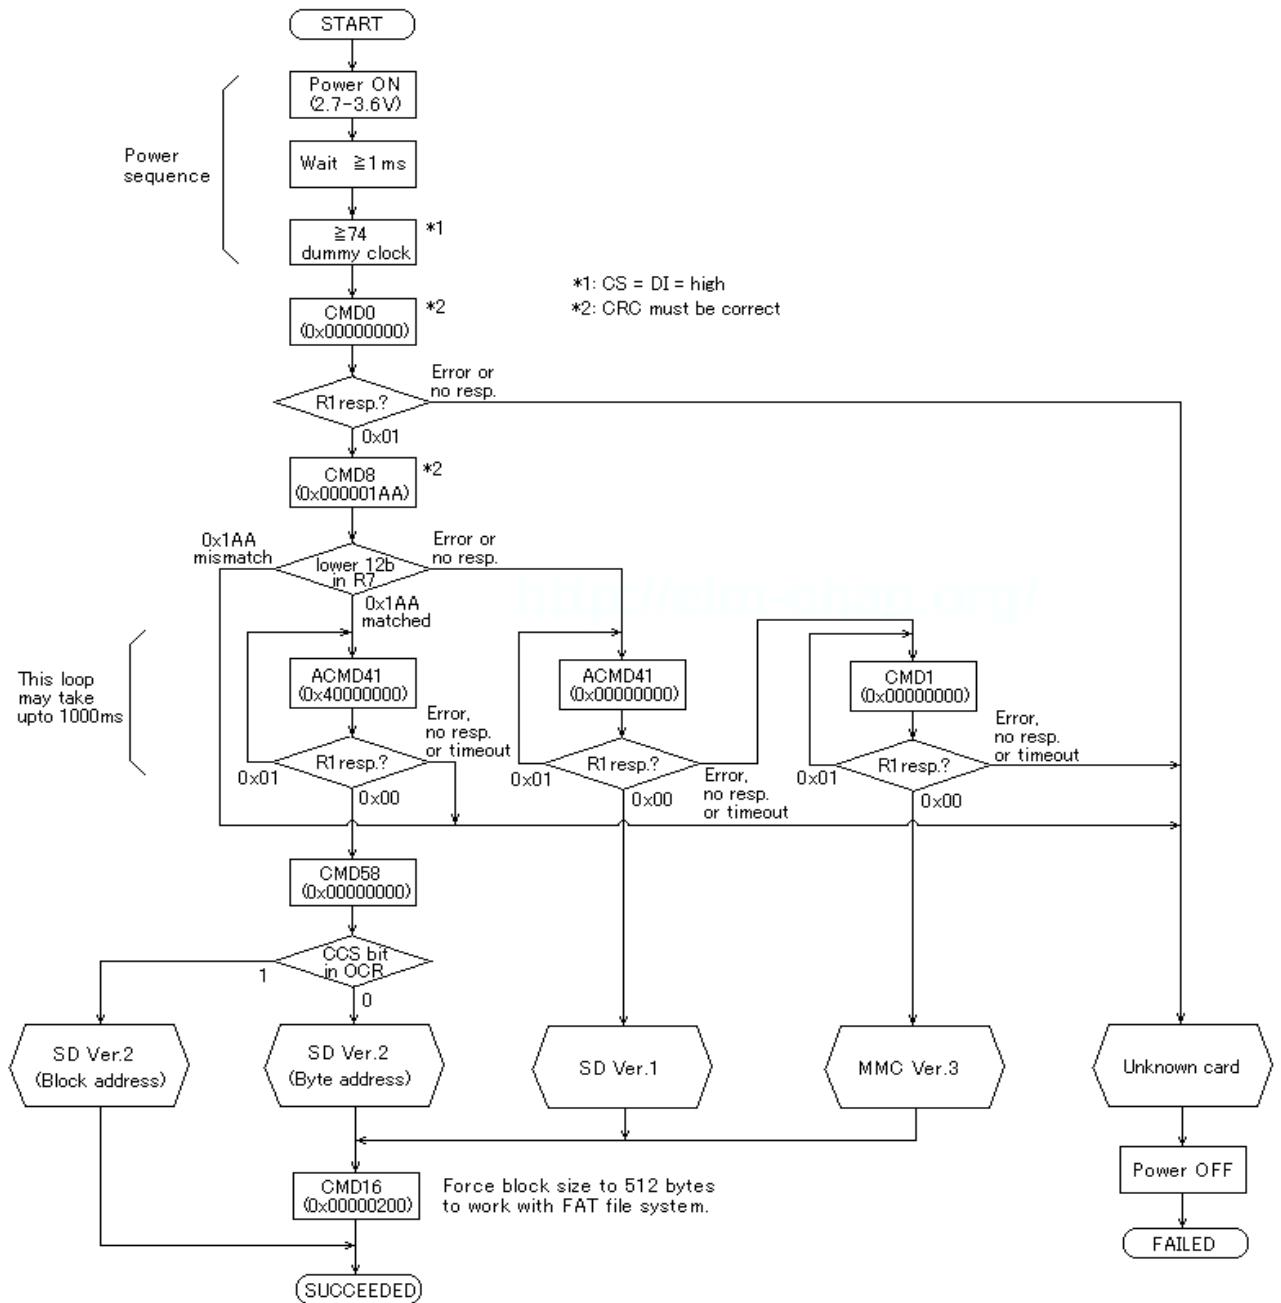 START
Power ON
(2.7-3.6V)
Power
sequence
Wait ≧1ms
≧74
dummy clock
*1
*1: CS = DI = high
*2: CRC must be correct
CMD0
(0x00000000)
*2
Error or
no resp.
R1 resp.?
0x01
CMD8
(0x000001AA)
*2
0x1AA
mismatch
Error or
no resp.
lower 12b
in R7
0x1AA
matched
http://elm-chan.org/
This loop
may take
upto 1000ms
ACMD41
(0x40000000)
ACMD41
(0x00000000)
CMD1
(0x00000000)
Error,
no resp.
or timeout
Error,
no resp.
or timeout
R1 resp.?
R1 resp.?
R1 resp.?
0x01
0x01
0x01
Error,
no resp.
or timeout
0x00
0x00
0x00
CMD58
(0x00000000)
CCS bit
in OCR
1
0
SD Ver.2
(Block address)
SD Ver.2
(Byte address)
SD Ver.1
MMC Ver.3
Unknown card
CMD16
(0x00000200)
Force block size to 512 bytes
to work with FAT file system.
Power OFF
FAILED
SUCCEEDED